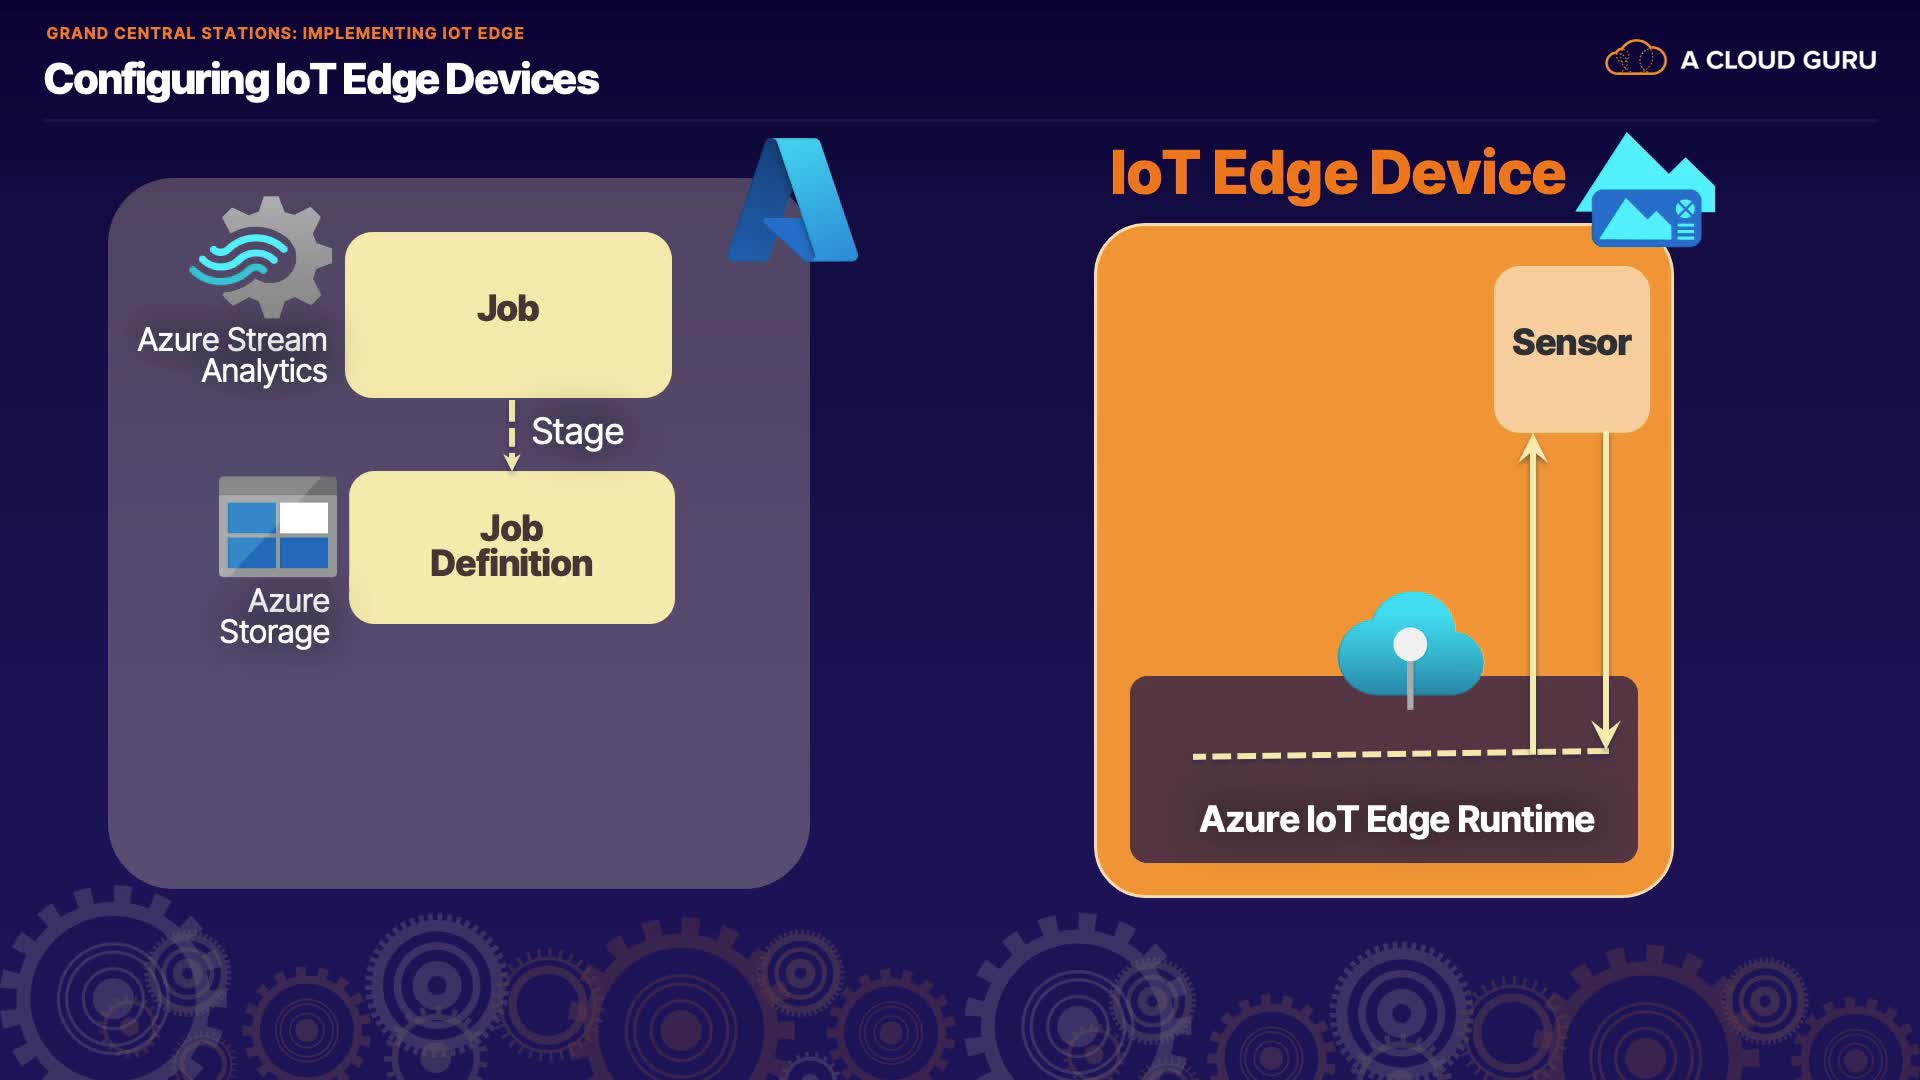 GRAND CENTRAL STATIONS: IMPLEMENTING IOT EDGE
Configuring IoT Edge Devices
A CLOUD GURU
Job
Azure Stream
Analytics
Stage
Job
Definition
Azure
Storage
IoT Edge Device
Sensor
Azure IoT Edge Runtime